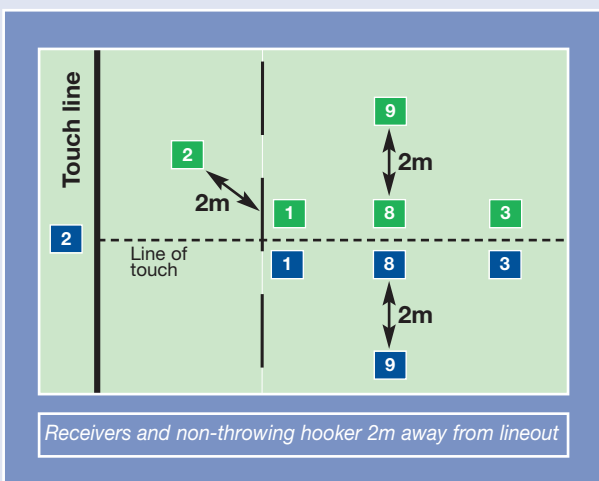 Touch line
9
2
2m
2m
1
8
3
2
Line of
touch
1
8
3
2m
9
Receivers and non-throwing hooker 2m away from lineout